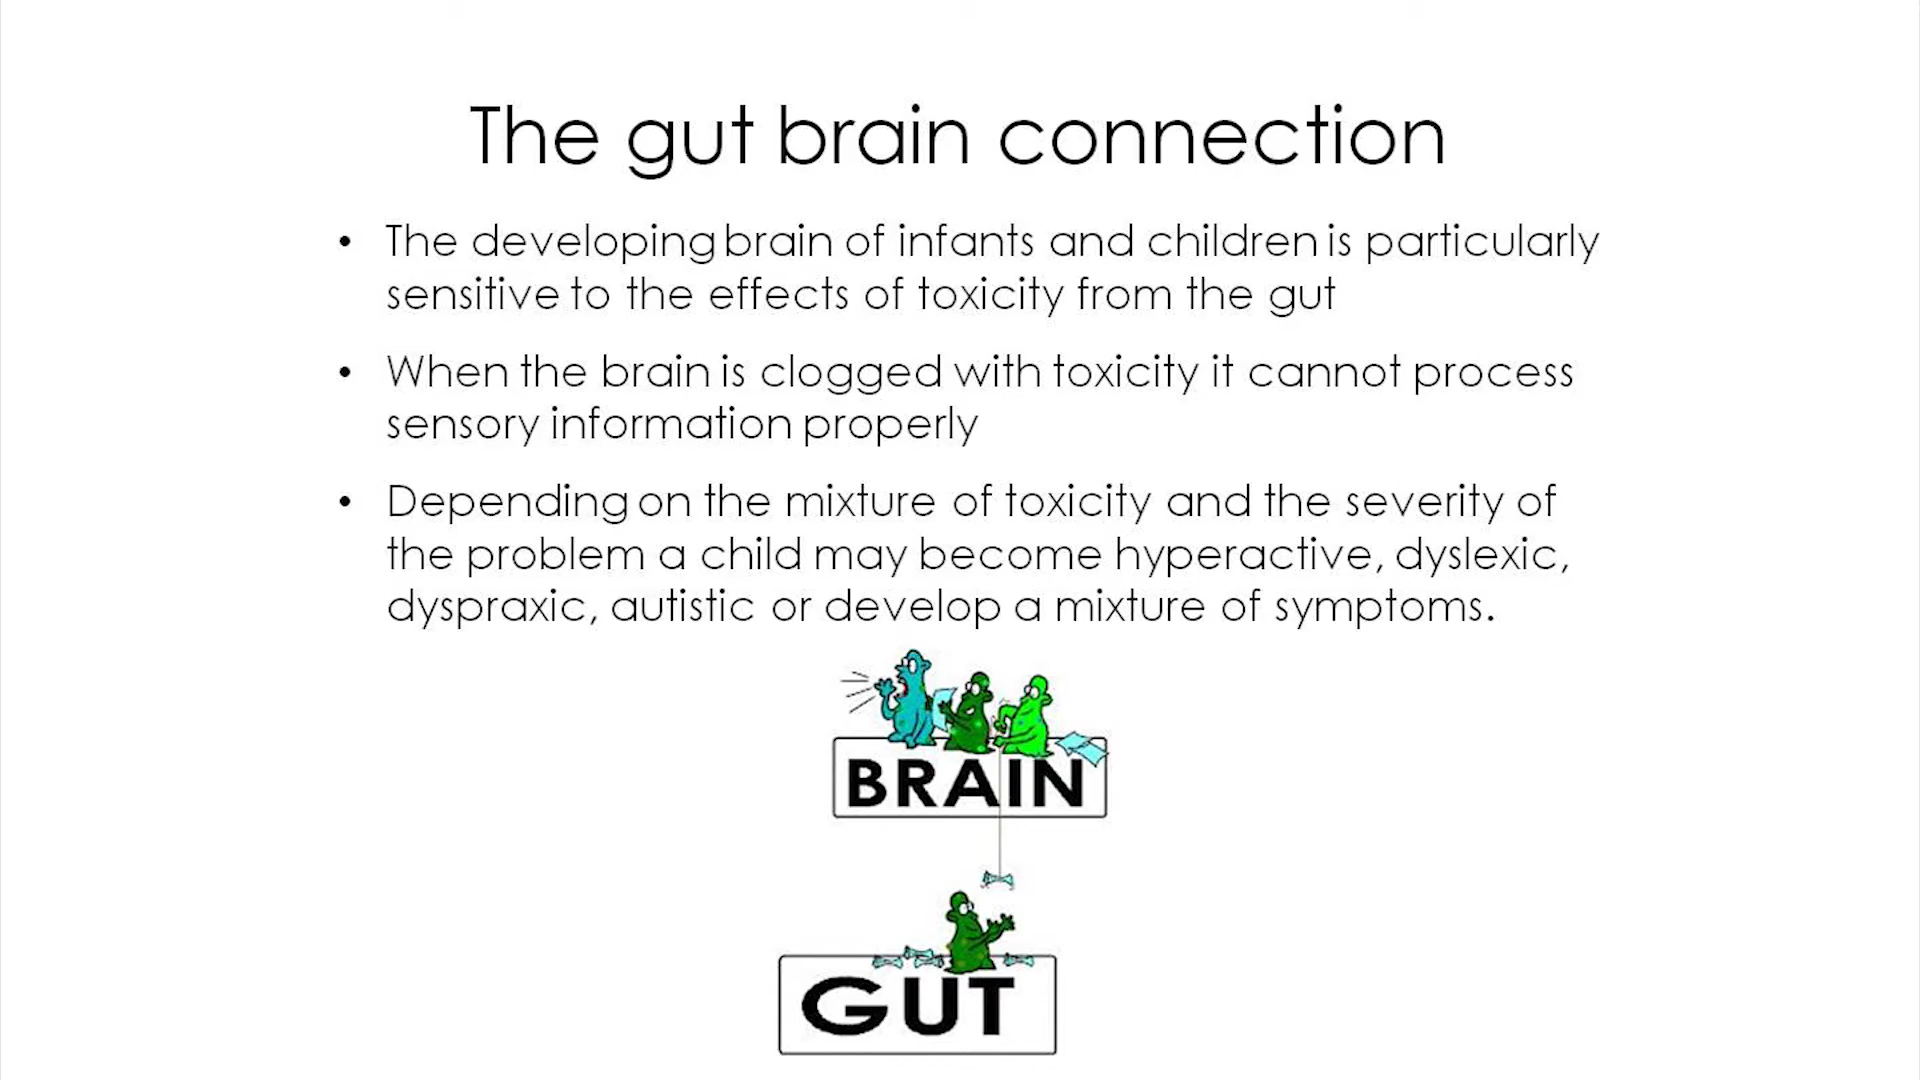 The gut brain connection
• The developing brain of infants and children is particularly
sensitive to the effects of toxicity from the gut
• When the brain is clogged with toxicity it cannot process
sensory information properly
• Depending on the mixture of toxicity and the severity of
the problem a child may become hyperactive, dyslexic,
dyspraxic, autistic or develop a mixture of symptoms.
BRAIN
GUT